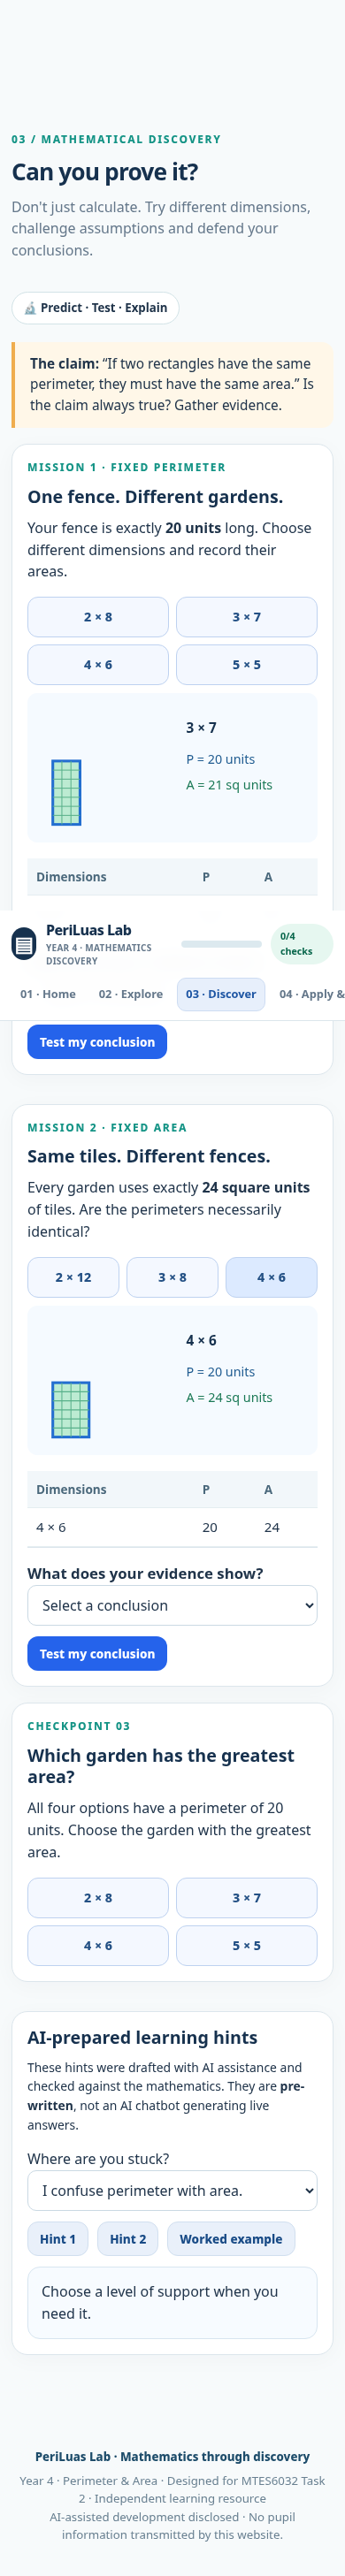 03 / MATHEMATICAL DISCOVERY
Can you prove it?
Don't just calculate. Try different dimensions,
challenge assumptions and defend your
conclusions.
🔬 Predict · Test · Explain
The claim: “If two rectangles have the same
perimeter, they must have the same area.” Is
the claim always true? Gather evidence.
MISSION 1 · FIXED PERIMETER
One fence. Different gardens.
Your fence is exactly 20 units long. Choose
different dimensions and record their
areas.
2 × 8
3 × 7
4 × 6
5 × 5
3 × 7
P = 20 units
A = 21 sq units
Dimensions P A
PeriLuas Lab
YEAR 4 · MATHEMATICS
DISCOVERY
0/4
checks
01 · Home
02 · Explore
03 · Discover
04 · Apply &
Test my conclusion
MISSION 2 · FIXED AREA
Same tiles. Different fences.
Every garden uses exactly 24 square units
of tiles. Are the perimeters necessarily
identical?
2 × 12
3 × 8
4 × 6
4 × 6
P = 20 units
A = 24 sq units
Dimensions P A
4 × 6 20 24
What does your evidence show?
Select a conclusion
Test my conclusion
CHECKPOINT 03
Which garden has the greatest
area?
All four options have a perimeter of 20
units. Choose the garden with the greatest
area.
2 × 8
3 × 7
4 × 6
5 × 5
AI-prepared learning hints
These hints were drafted with AI assistance and
checked against the mathematics. They are pre-
written, not an AI chatbot generating live
answers.
Where are you stuck?
I confuse perimeter with area.
Hint 1
Hint 2
Worked example
Choose a level of support when you
need it.
PeriLuas Lab · Mathematics through discovery
Year 4 · Perimeter & Area · Designed for MTES6032 Task
2 · Independent learning resource
AI-assisted development disclosed · No pupil
information transmitted by this website.